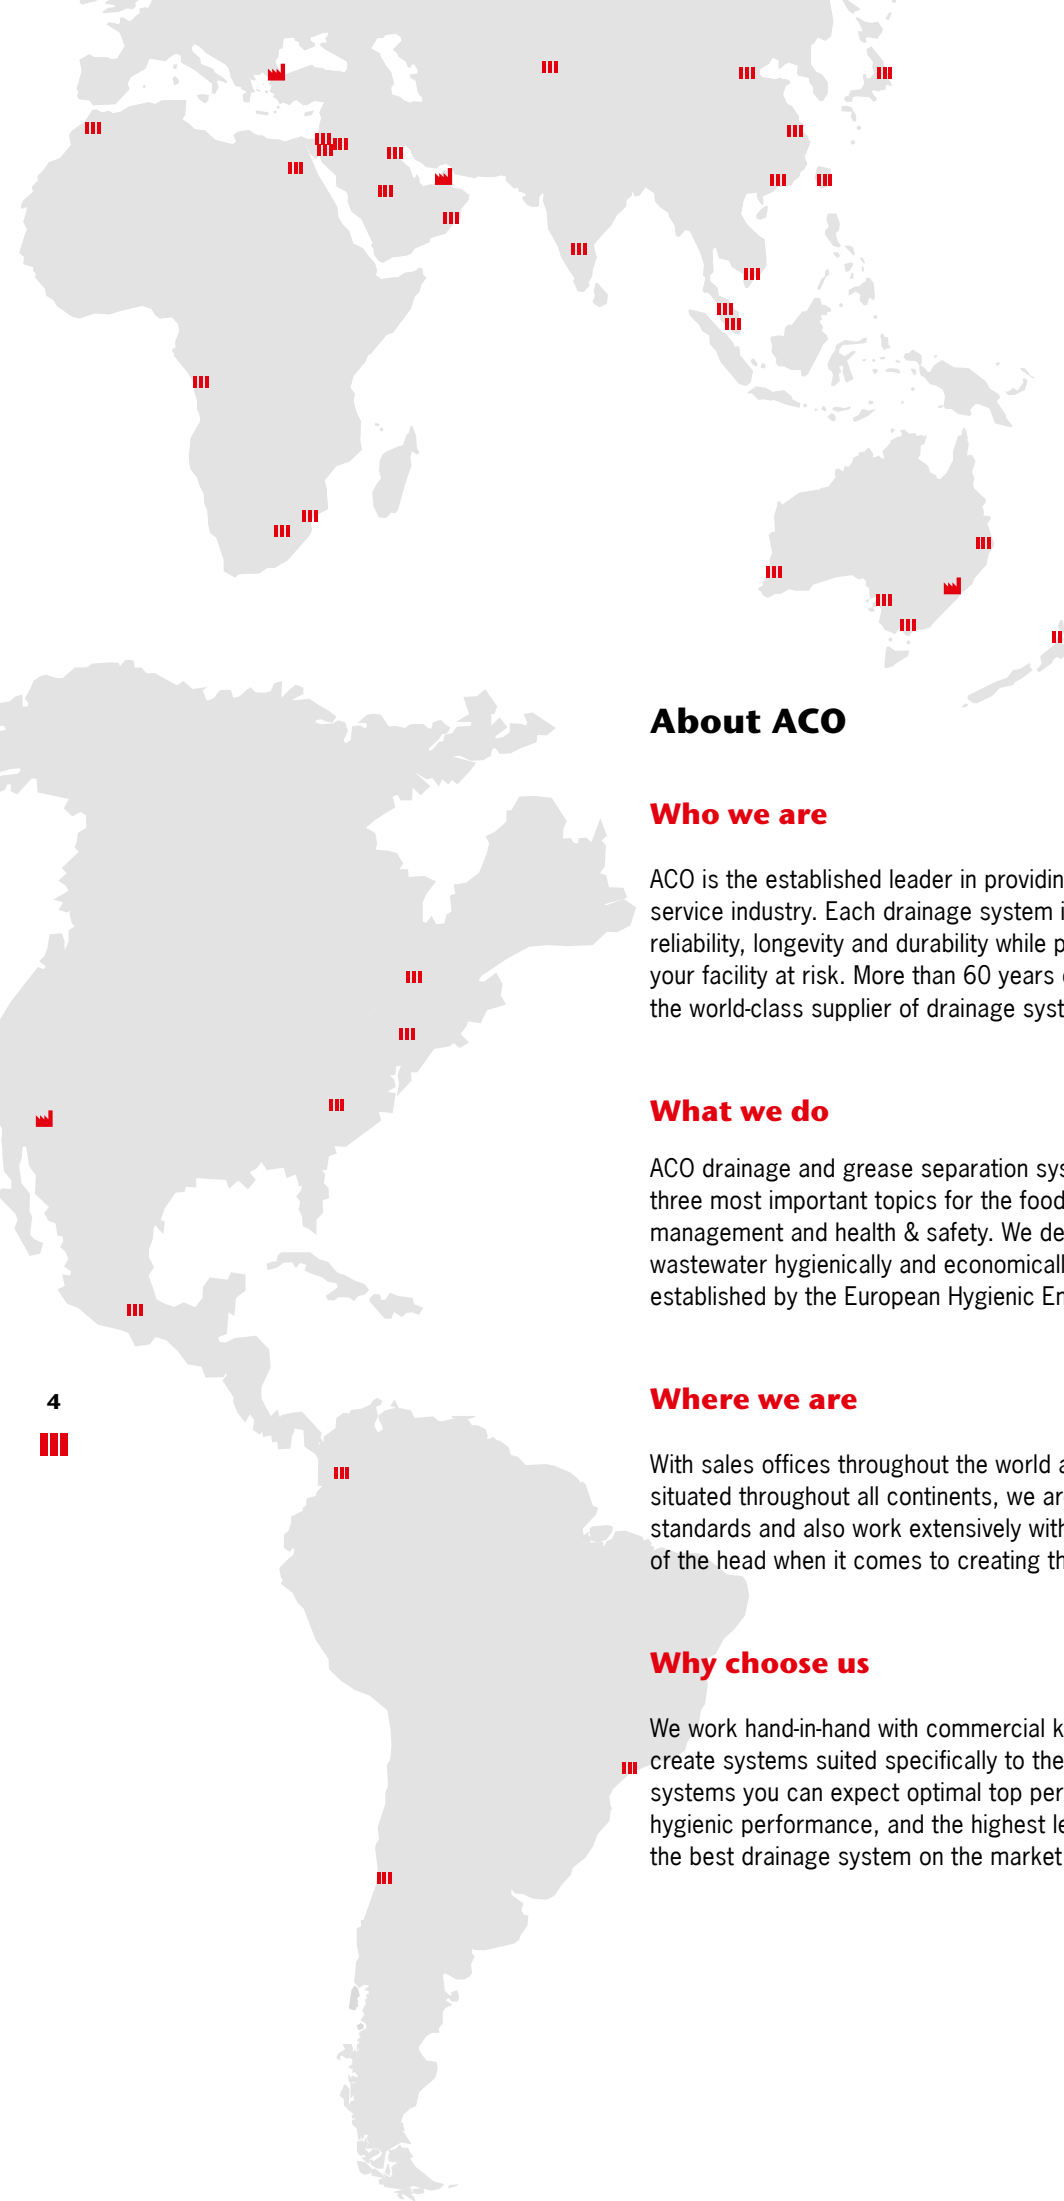 About ACO
Who we are
ACO is the established leader in providin
service industry. Each drainage system i
reliability, longevity and durability while p
your facility at risk. More than 60 years
the world-class supplier of drainage syst
What we do
ACO drainage and grease separation sys
three most important topics for the food
management and health & safety. We de
wastewater hygienically and economicall
established by the European Hygienic En
4
Where we are
With sales offices throughout the world a
situated throughout all continents, we ar
standards and also work extensively with
of the head when it comes to creating th
Why choose us
We work hand-in-hand with commercial k
create systems suited specifically to the
systems you can expect optimal top per
hygienic performance, and the highest le
the best drainage system on the market